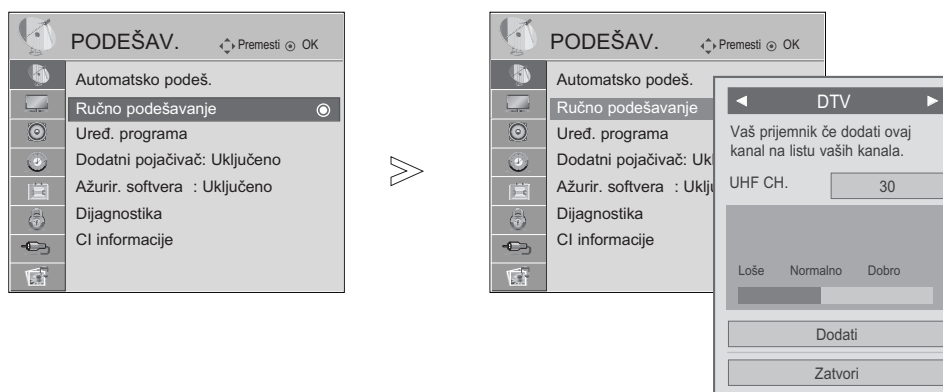 PODEŠAV. Premesti OK
Automatsko podeš.
Ručno podešavanje
Uređ. programa
Dodatni pojačivač: Uključeno
Ažurir. softvera : Uključeno
Dijagnostika
CI informacije
PODEŠAV. Premesti OK
Automatsko podeš.
Ručno podešavanje
Uređ. programa
Dodatni pojačivač: Uk
Ažurir. softvera : Uklju
Dijagnostika
CI informacije
DTV
Vaš prijemnik če dodati ovaj
kanal na listu vaših kanala.
UHF CH. 30
Loše Normalno Dobro
Dodati
Zatvori